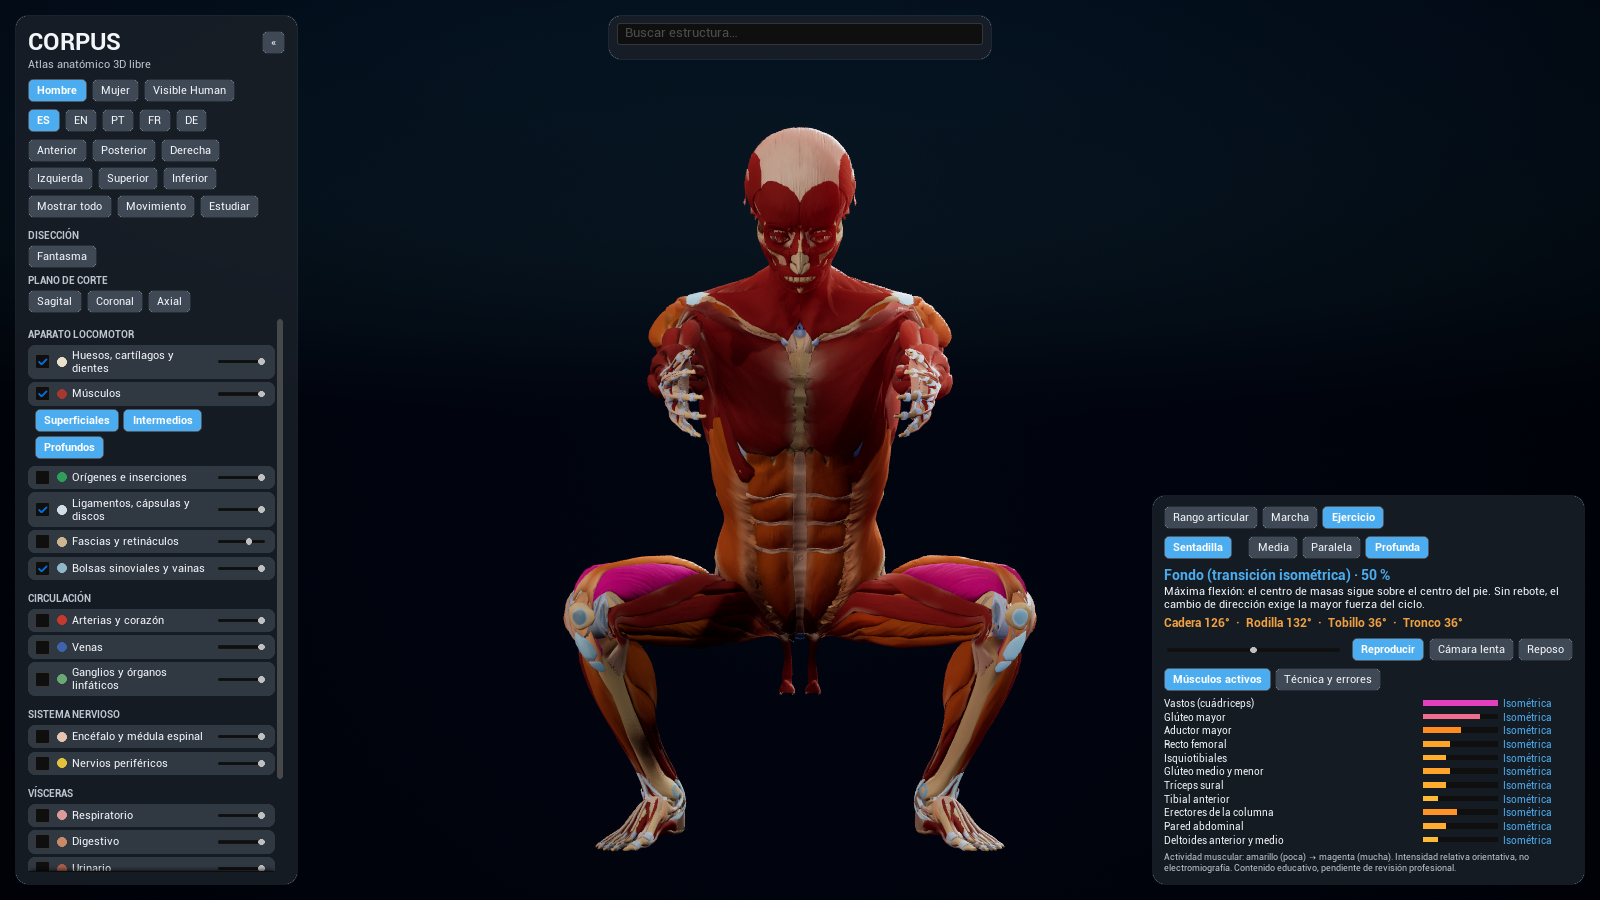 CORPUS
«
Atlas anatómico 3D libre
Hombre Mujer Visible Human
ES EN PT FR DE
Anterior Posterior Derecha
Izquierda Superior Inferior
Mostrar todo Movimiento Estudiar
DISECCIÓN
Fantasma
PLANO DE CORTE
Sagital Coronal Axial
APARATO LOCOMOTOR
Huesos, cartílagos y
dientes
Músculos
Superficiales Intermedios
Profundos
Orígenes e inserciones
Ligamentos, cápsulas y
discos
Fascias y retináculos
Bolsas sinoviales y vainas
CIRCULACIÓN
Arterias y corazón
Venas
Ganglios y órganos
linfáticos
SISTEMA NERVIOSO
Encéfalo y médula espinal
Nervios periféricos
VÍSCERAS
Respiratorio
Digestivo
Urinario
Buscar estructura...
Rango articular Marcha Ejercicio
Sentadilla Media Paralela Profunda
Fondo (transición isométrica) · 50 %
Máxima flexión: el centro de masas sigue sobre el centro del pie. Sin rebote, el
cambio de dirección exige la mayor fuerza del ciclo.
Cadera 126° · Rodilla 132° · Tobillo 36° · Tronco 36°
Reproducir Cámara lenta Reposo
Músculos activos Técnica y errores
Vastos (cuádriceps) Isométrica
Glúteo mayor Isométrica
Aductor mayor Isométrica
Recto femoral Isométrica
Isquiotibiales Isométrica
Glúteo medio y menor Isométrica
Tríceps sural Isométrica
Tibial anterior Isométrica
Erectores de la columna Isométrica
Pared abdominal Isométrica
Deltoides anterior y medio Isométrica
Actividad muscular: amarillo (poca) → magenta (mucha). Intensidad relativa orientativa, no
electromiografía. Contenido educativo, pendiente de revisión profesional.